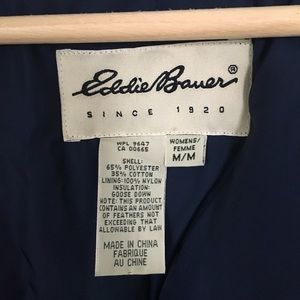 Eddie Bauer®
SINCE 1920
WPL 9647
CA 00665
WOMENS/
FEMME
M/M
SHELL:
65% POLYESTER
35% COTTON
LINING:100% NYLON
INSULATION:
GOOSE DOWN
NOTE: THIS PRODUCT
CONTAINS AN AMOUNT
OF FEATHERS NOT
EXCEEDING THAT
ALLOWABLE BY LAW
MADE IN CHINA
FABRIQUE
AU CHINE